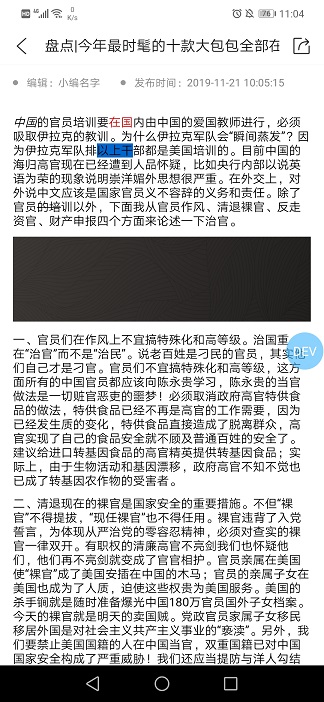 HD 4G 76 11:04
盘点|今年最时髦的十款大包包全部在
编辑：小编名字 发布时间：2019-11-21 10:05:15
中国的官员培训要在国内由中国的爱国教师进行，必须
吸取伊拉克的教训。为什么伊拉克军队会“瞬间蒸发”？因
为伊拉克军队排以上干部都是美国培训的。目前中国的
海归高官现在已经遭到人品怀疑，比如央行内部以说英
语为荣的现象说明崇洋媚外思想很严重。在外交上，对
外说中文应该是国家官员义不容辞的义务和责任。除了
官员的培训以外，下面我从官员作风、清退裸官、反走
资官、财产申报四个方面来论述一下治官。
一、官员们在作风上不宜搞特殊化和高等级。治国重
在“治官”而不是“治民”。说老百姓是刁民的官员，其实他
们自己才是刁官。官员们不宜搞特殊化和高等级，这方
面所有的中国官员都应该向陈永贵学习，陈永贵的当官
做法是一切赃官恶吏的噩梦！必须取消政府高官特供食
品的做法，特供食品已经不再是高官的工作需要，因为
已经发生质的变化，特供食品直接造成了脱离群众，高
官实现了自己的食品安全就不顾及普通百姓的安全了。
建议给进口转基因食品的高官精英提供转基因食品；实
际上，由于生物活动和基因漂移，政府高官不知不觉也
已成了转基因农作物的受害者。
DEV
二、清退现在的裸官是国家安全的重要措施。不但“裸
官”不得提拔，“现任裸官”也不得任用。裸官违背了入党
誓言，为体现从严治党的零容忍精神，必须对查实的裸
官一律双开。有职权的清廉高官不亮剑我们也怀疑他
们，他们再不亮剑就变成了官官相护。官员亲属在美国
使“裸官”成了美国安插在中国的木马；官员的亲属子女在
美国也成为了人质，迫使这些权贵为美国服务。美国的
杀手锏就是随时准备爆光中国180万官员国外子女档案。
今天的裸官就是明天的卖国贼。党政官员家属子女移民
移居外国是对社会主义共产主义事业的“亵渎”。另外，我
们要禁止美国国籍的人在中国当官，双重国籍已对中国
国家安全构成了严重威胁！我们还应当提防与洋人勾结